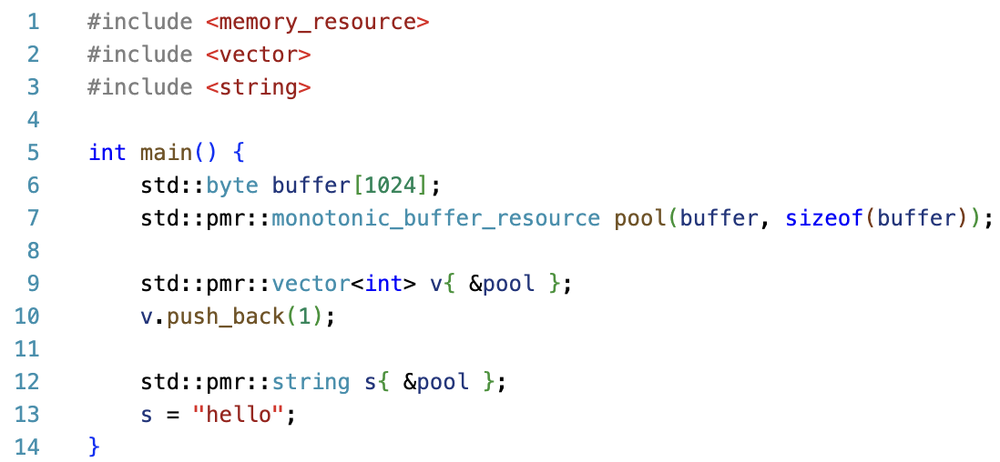 1 #include <memory_resource>
2 #include <vector>
3 #include <string>
4
5 int main() {
6     std::byte buffer[1024];
7     std::pmr::monotonic_buffer_resource pool(buffer, sizeof(buffer));
8
9     std::pmr::vector<int> v{ &pool };
10     v.push_back(1);
11
12     std::pmr::string s{ &pool };
13     s = "hello";
14 }